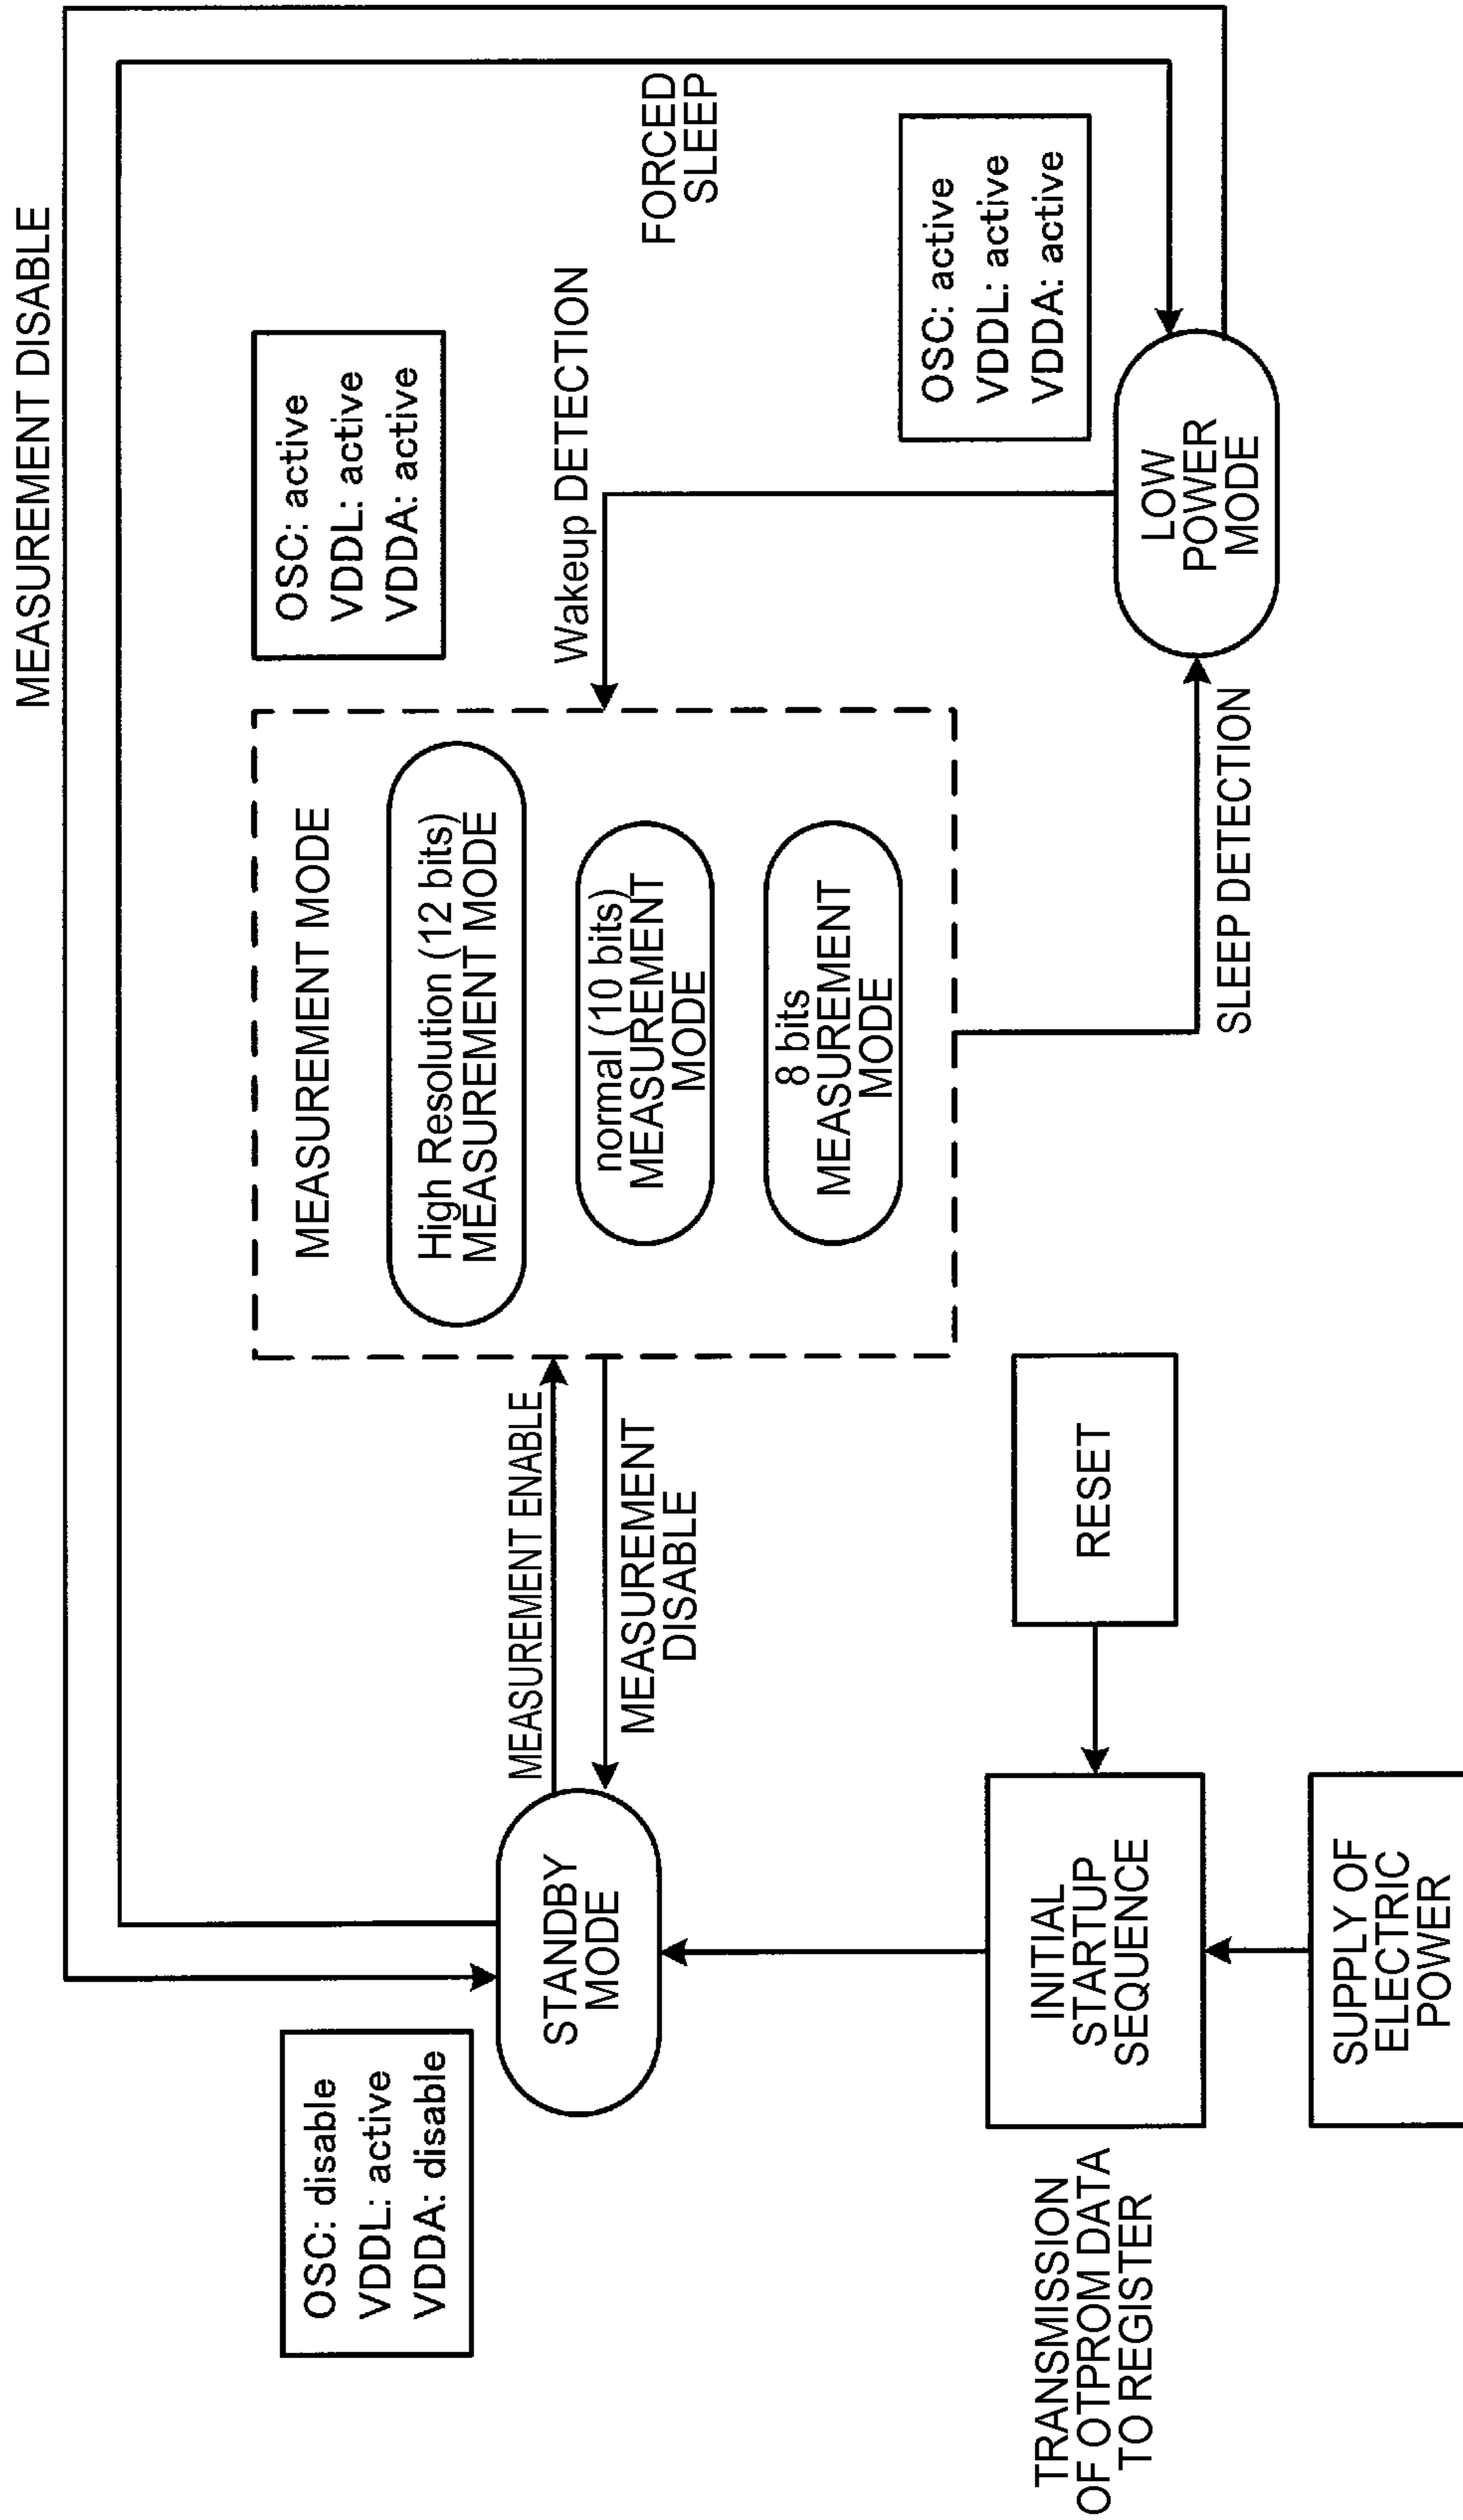 MEASUREMENT DISABLE
OSC: disable
VDDL: active
VDDA: disable
STANDBY
MODE
MEASUREMENT ENABLE
MEASUREMENT
DISABLE
MEASUREMENT MODE
High Resolution (12 bits)
MEASUREMENT MODE
normal (10 bits)
MEASUREMENT
MODE
8 bits
MEASUREMENT
MODE
OSC: active
VDDL: active
VDDA: active
Wakeup DETECTION
FORCED
SLEEP
OSC: active
VDDL: active
VDDA: active
LOW
POWER
MODE
SLEEP DETECTION
RESET
INITIAL
STARTUP
SEQUENCE
TRANSMISSION
OF OTPROM DATA
TO REGISTER
SUPPLY OF
ELECTRIC
POWER